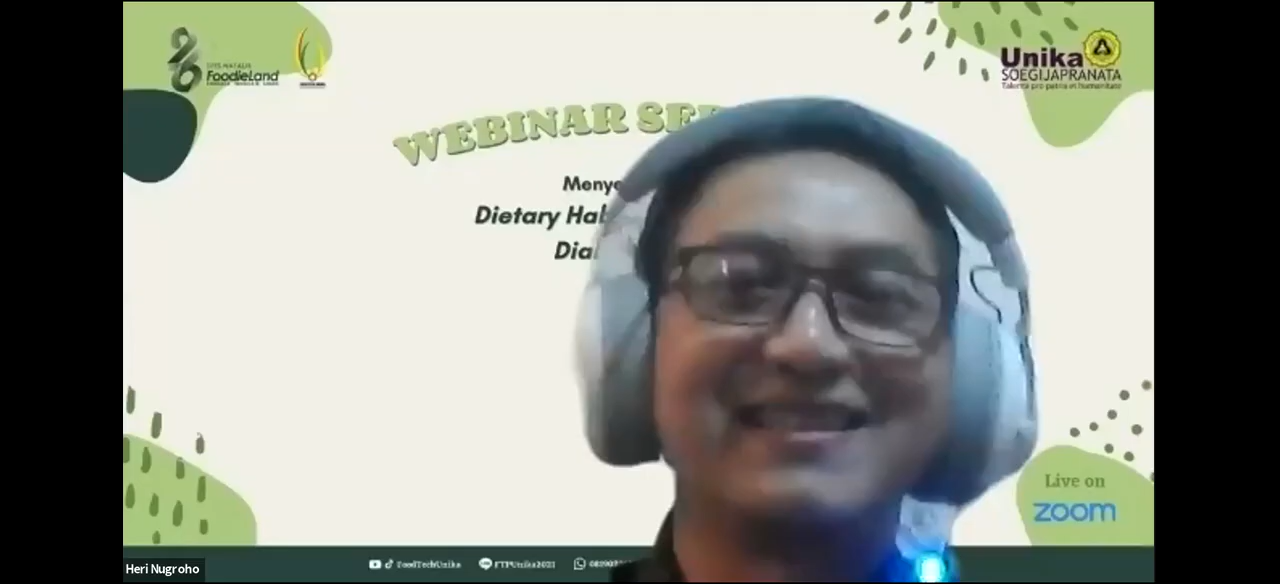 FoodieLand
Unika
SOEGIJAPRANATA
Talenta pro patria et humanitate
WEBINAR SE
Menye
Dietary Hab
Dia
Live on
zoom
FoodTechUnika
FTPUnika2021
Heri Nugroho